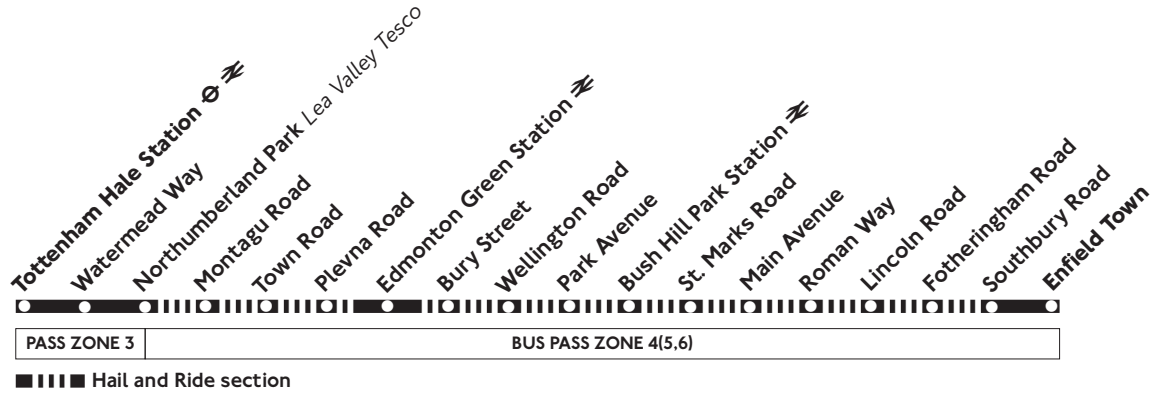 Tottenham Hale Station
Watermead Way
Northumberland Park Lea Valley Tesco
Montagu Road
Town Road
Plevna Road
Edmonton Green Station
Bury Street
Wellington Road
Park Avenue
Bush Hill Park Station
St. Marks Road
Main Avenue
Roman Way
Lincoln Road
Fotheringham Road
Southbury Road
Enfield Town
PASS ZONE 3
BUS PASS ZONE 4(5,6)
Hail and Ride section